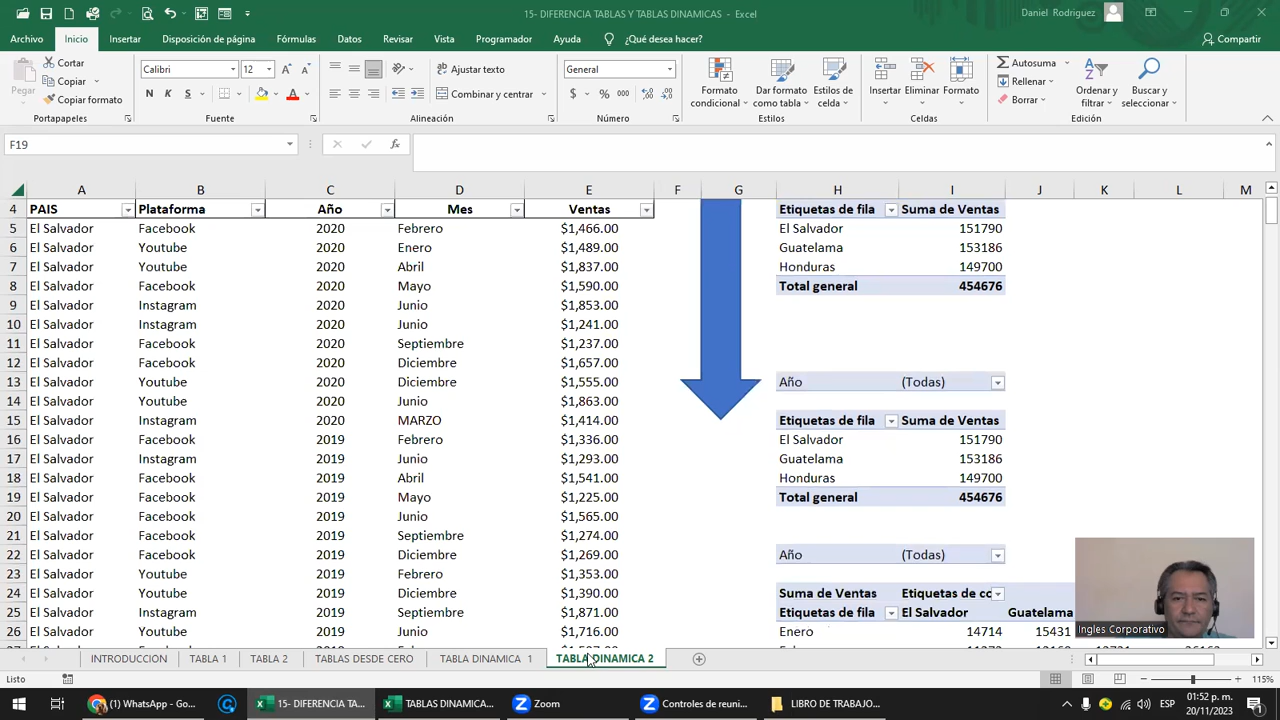 15- DIFERENCIA TABLAS Y TABLAS DINAMICAS - Excel
Daniel Rodriguez
Archivo Inicio Insertar Disposición de página Fórmulas Datos Revisar Vista Programador Ayuda ¿Qué desea hacer? Compartir
Pegar
Cortar
Copiar
Copiar formato
Portapapeles
Calibri 12
N K S
Fuente
Ajustar texto
Combinar y centrar
Alineación
General
$ % 000
Número
Formato condicional
Dar formato como tabla
Estilos de celda
Estilos
Insertar Eliminar Formato
Celdas
Autosuma
Rellenar
Borrar
Ordenar y filtrar
Buscar y seleccionar
Edición
F19 fx
A B C D E F G H I J K L M
4 PAIS Plataforma Año Mes Ventas Etiquetas de fila Suma de Ventas
5 El Salvador Facebook 2020 Febrero $1,466.00 El Salvador 151790
6 El Salvador Youtube 2020 Enero $1,489.00 Guatelama 153186
7 El Salvador Youtube 2020 Abril $1,837.00 Honduras 149700
8 El Salvador Facebook 2020 Mayo $1,590.00 Total general 454676
9 El Salvador Instagram 2020 Junio $1,853.00
10 El Salvador Instagram 2020 Junio $1,241.00
11 El Salvador Facebook 2020 Septiembre $1,237.00
12 El Salvador Facebook 2020 Diciembre $1,657.00
13 El Salvador Youtube 2020 Diciembre $1,555.00 Año (Todas)
14 El Salvador Youtube 2020 Junio $1,863.00
15 El Salvador Instagram 2020 MARZO $1,414.00 Etiquetas de fila Suma de Ventas
16 El Salvador Facebook 2019 Febrero $1,336.00 El Salvador 151790
17 El Salvador Instagram 2019 Junio $1,293.00 Guatelama 153186
18 El Salvador Facebook 2019 Abril $1,541.00 Honduras 149700
19 El Salvador Facebook 2019 Mayo $1,225.00 Total general 454676
20 El Salvador Facebook 2019 Junio $1,565.00
21 El Salvador Facebook 2019 Septiembre $1,274.00
22 El Salvador Facebook 2019 Diciembre $1,269.00 Año (Todas)
23 El Salvador Youtube 2019 Febrero $1,353.00
24 El Salvador Youtube 2019 Diciembre $1,390.00 Suma de Ventas Etiquetas de co
25 El Salvador Instagram 2019 Septiembre $1,871.00 Etiquetas de fila El Salvador Guatelama
26 El Salvador Youtube 2019 Junio $1,716.00 Enero 14714 15431
Ingles Corporativo
INTRODUCCION TABLA 1 TABLA 2 TABLAS DESDE CERO TABLA DINAMICA 1 TABLA DINAMICA 2
Listo 115%
(1) WhatsApp - Go... 15- DIFERENCIA TA... TABLAS DINAMICA... Zoom Controles de reuni... LIBRO DE TRABAJO... ESP 01:52 p. m.
20/11/2023